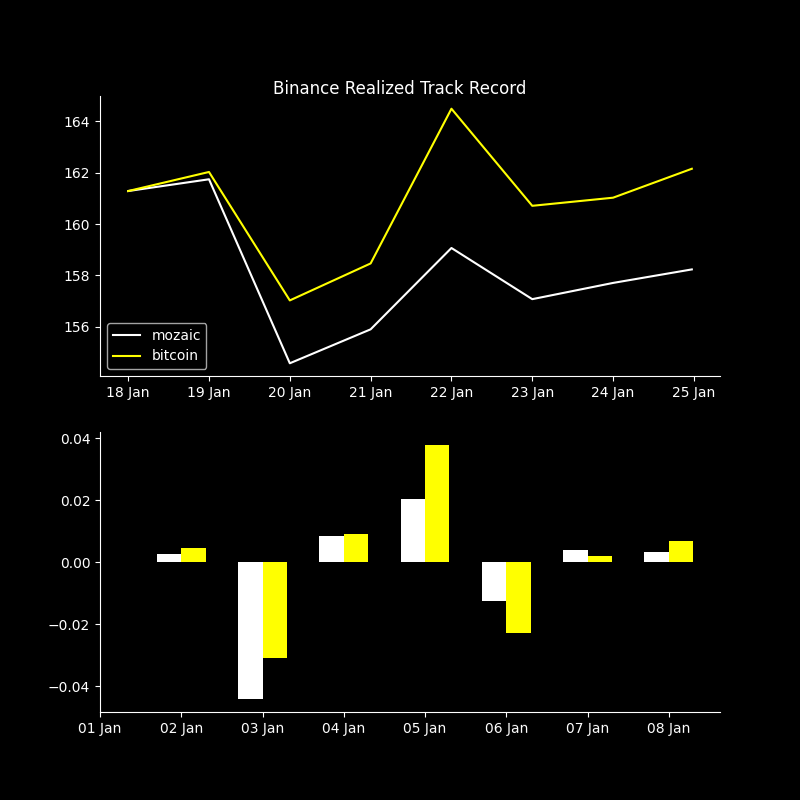 Binance Realized Track Record
164
162
160
158
156
mozaic
bitcoin
18 Jan 19 Jan 20 Jan 21 Jan 22 Jan 23 Jan 24 Jan 25 Jan
0.04
0.02
0.00
−0.02
−0.04
01 Jan 02 Jan 03 Jan 04 Jan 05 Jan 06 Jan 07 Jan 08 Jan